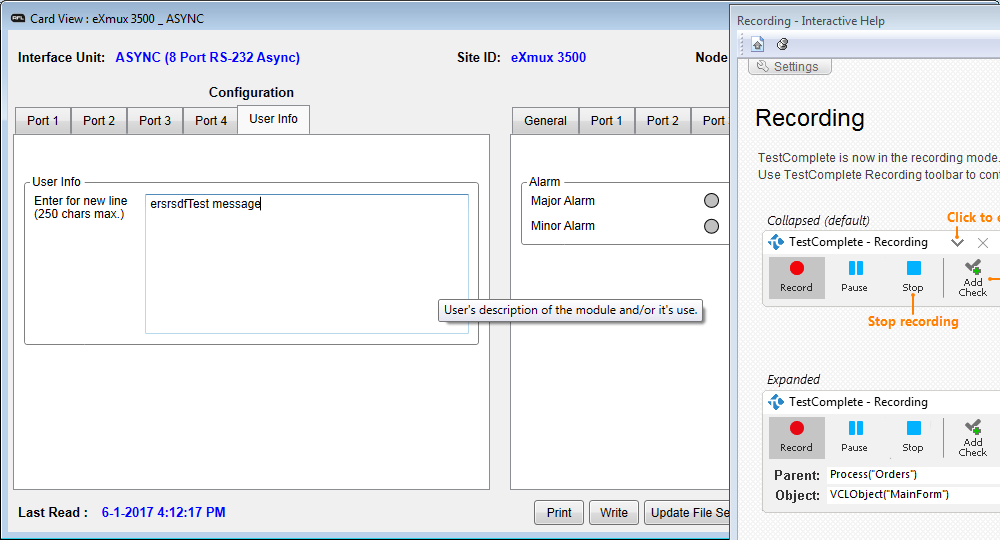 AFL Card View : eXmux 3500 _ ASYNC
Interface Unit: ASYNC (8 Port RS-232 Async) Site ID: eXmux 3500 Node
Configuration
Port 1 Port 2 Port 3 Port 4 User Info
General Port 1 Port 2 Port
User Info
Enter for new line
(250 chars max.)
ersrsdfTest message
Alarm
Major Alarm
Minor Alarm
User's description of the module and/or it's use.
Last Read : 6-1-2017 4:12:17 PM
Print Write Update File Se
Recording - Interactive Help
Settings
Recording
TestComplete is now in the recording mode.
Use TestComplete Recording toolbar to cont
Collapsed (default)
Click to e
TestComplete - Recording
Record Pause Stop Add
Check
Stop recording
Expanded
TestComplete - Recording
Record Pause Stop Add
Check
Parent: Process("Orders")
Object: VCLObject("MainForm")